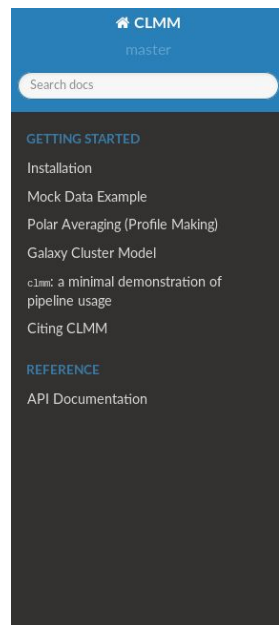 CLMM
master
Search docs
GETTING STARTED
Installation
Mock Data Example
Polar Averaging (Profile Making)
Galaxy Cluster Model
clmm: a minimal demonstration of
pipeline usage
Citing CLMM
REFERENCE
API Documentation